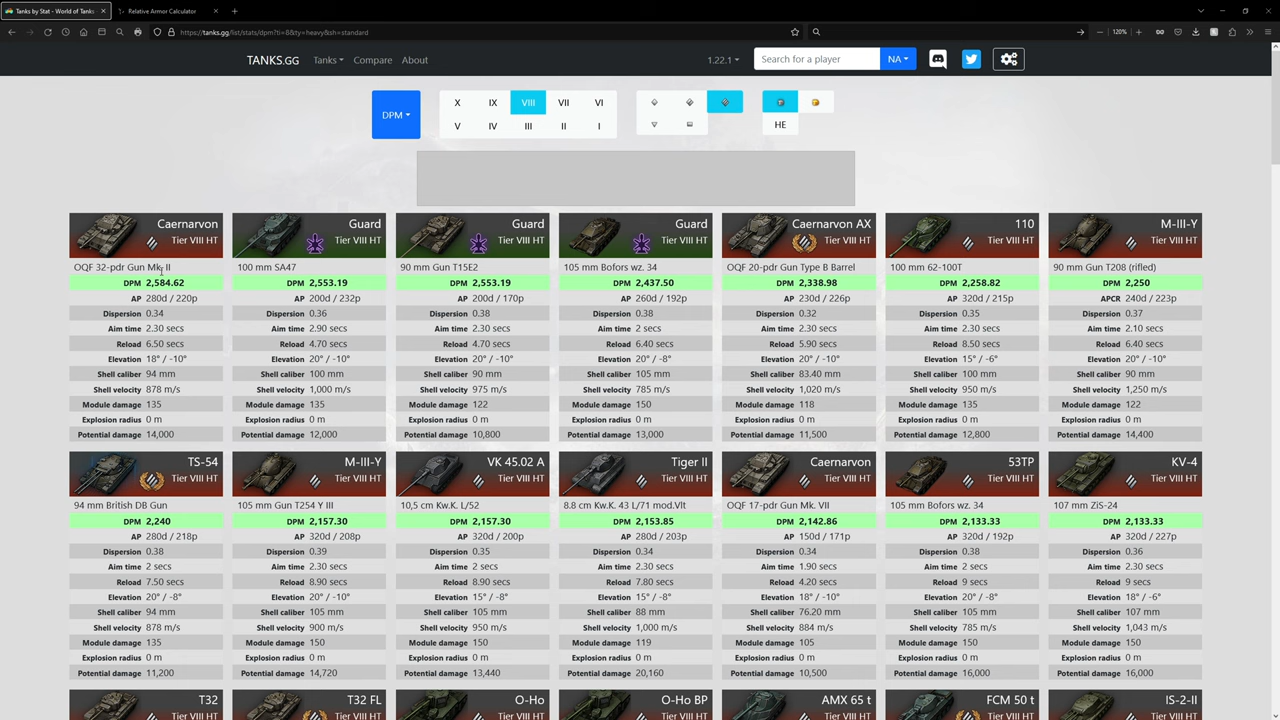 Tanks by Stat - World of Tanks
Relative Armor Calculator
https://tanks.gg/list/stats/dpm?ti=8&ty=heavy&sh=standard
120%
TANKS.GG
Tanks
Compare
About
1.22.1
Search for a player
NA
DPM
X IX VIII VII VI
V IV III II I
HE
Caernarvon Guard Guard Guard Caernarvon AX 110 M-III-Y
Tier VIII HT Tier VIII HT Tier VIII HT Tier VIII HT Tier VIII HT Tier VIII HT Tier VIII HT
OQF 32-pdr Gun Mk. II 100 mm SA47 90 mm Gun T15E2 105 mm Bofors wz. 34 OQF 20-pdr Gun Type B Barrel 100 mm 62-100T 90 mm Gun T208 (rifled)
DPM 2,584.62 DPM 2,553.19 DPM 2,553.19 DPM 2,437.50 DPM 2,338.98 DPM 2,258.82 DPM 2,250
AP 280d / 220p AP 200d / 232p AP 200d / 170p AP 260d / 192p AP 230d / 226p AP 320d / 215p APCR 240d / 223p
Dispersion 0.34 Dispersion 0.36 Dispersion 0.38 Dispersion 0.38 Dispersion 0.32 Dispersion 0.35 Dispersion 0.37
Aim time 2.30 secs Aim time 2.90 secs Aim time 2.30 secs Aim time 2 secs Aim time 2.30 secs Aim time 2.30 secs Aim time 2.10 secs
Reload 6.50 secs Reload 4.70 secs Reload 4.70 secs Reload 6.40 secs Reload 5.90 secs Reload 8.50 secs Reload 6.40 secs
Elevation 18° / -10° Elevation 20° / -10° Elevation 20° / -10° Elevation 20° / -8° Elevation 20° / -10° Elevation 15° / -6° Elevation 20° / -10°
Shell caliber 94 mm Shell caliber 100 mm Shell caliber 90 mm Shell caliber 105 mm Shell caliber 83.40 mm Shell caliber 100 mm Shell caliber 90 mm
Shell velocity 878 m/s Shell velocity 1,000 m/s Shell velocity 975 m/s Shell velocity 785 m/s Shell velocity 1,020 m/s Shell velocity 950 m/s Shell velocity 1,250 m/s
Module damage 135 Module damage 135 Module damage 122 Module damage 150 Module damage 118 Module damage 135 Module damage 122
Explosion radius 0 m Explosion radius 0 m Explosion radius 0 m Explosion radius 0 m Explosion radius 0 m Explosion radius 0 m Explosion radius 0 m
Potential damage 14,000 Potential damage 12,000 Potential damage 10,800 Potential damage 13,000 Potential damage 11,500 Potential damage 12,800 Potential damage 14,400
TS-54 M-III-Y VK 45.02 A Tiger II Caernarvon 53TP KV-4
Tier VIII HT Tier VIII HT Tier VIII HT Tier VIII HT Tier VIII HT Tier VIII HT Tier VIII HT
94 mm British DB Gun 105 mm Gun T254 Y III 10,5 cm Kw.K. L/52 8.8 cm Kw.K. 43 L/71 mod.Vlt OQF 17-pdr Gun Mk. VII 105 mm Bofors wz. 34 107 mm ZiS-24
DPM 2,240 DPM 2,157.30 DPM 2,157.30 DPM 2,153.85 DPM 2,142.86 DPM 2,133.33 DPM 2,133.33
AP 280d / 218p AP 320d / 208p AP 320d / 200p AP 280d / 203p AP 150d / 171p AP 320d / 192p AP 320d / 227p
Dispersion 0.38 Dispersion 0.39 Dispersion 0.35 Dispersion 0.34 Dispersion 0.34 Dispersion 0.38 Dispersion 0.36
Aim time 2 secs Aim time 2.30 secs Aim time 2 secs Aim time 2.30 secs Aim time 1.90 secs Aim time 2 secs Aim time 2.30 secs
Reload 7.50 secs Reload 8.90 secs Reload 8.90 secs Reload 7.80 secs Reload 4.20 secs Reload 9 secs Reload 9 secs
Elevation 20° / -8° Elevation 20° / -10° Elevation 15° / -8° Elevation 15° / -8° Elevation 18° / -10° Elevation 20° / -8° Elevation 18° / -6°
Shell caliber 94 mm Shell caliber 105 mm Shell caliber 105 mm Shell caliber 88 mm Shell caliber 76.20 mm Shell caliber 105 mm Shell caliber 107 mm
Shell velocity 878 m/s Shell velocity 900 m/s Shell velocity 950 m/s Shell velocity 1,000 m/s Shell velocity 884 m/s Shell velocity 785 m/s Shell velocity 1,043 m/s
Module damage 135 Module damage 150 Module damage 150 Module damage 119 Module damage 105 Module damage 150 Module damage 150
Explosion radius 0 m Explosion radius 0 m Explosion radius 0 m Explosion radius 0 m Explosion radius 0 m Explosion radius 0 m Explosion radius 0 m
Potential damage 11,200 Potential damage 14,720 Potential damage 13,440 Potential damage 20,160 Potential damage 10,500 Potential damage 16,000 Potential damage 16,000
T32 T32 FL O-Ho O-Ho BP AMX 65 t FCM 50 t IS-2-II
Tier VIII HT Tier VIII HT Tier VIII HT Tier VIII HT Tier VIII HT Tier VIII HT Tier VIII HT